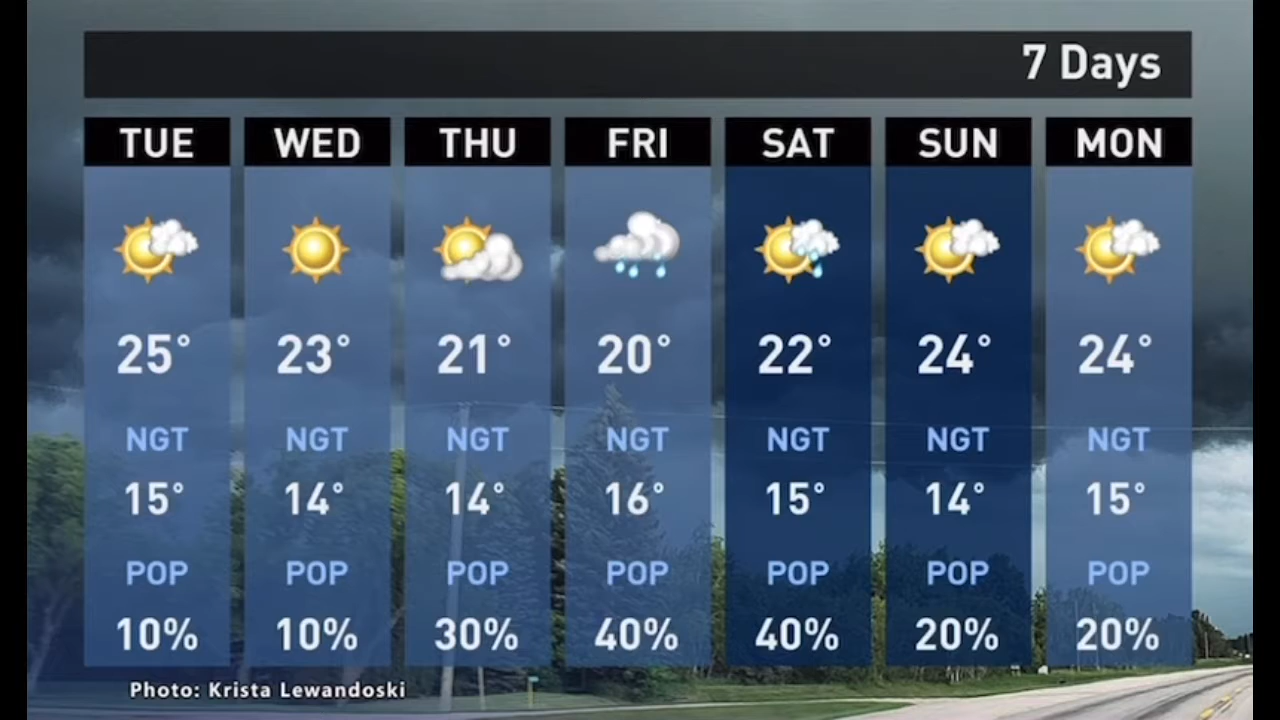 7 Days
TUE WED THU FRI SAT SUN MON
25° 23° 21° 20° 22° 24° 24°
NGT NGT NGT NGT NGT NGT NGT
15° 14° 14° 16° 15° 14° 15°
POP POP POP POP POP POP POP
10% 10% 30% 40% 40% 20% 20%
Photo: Krista Lewandoski